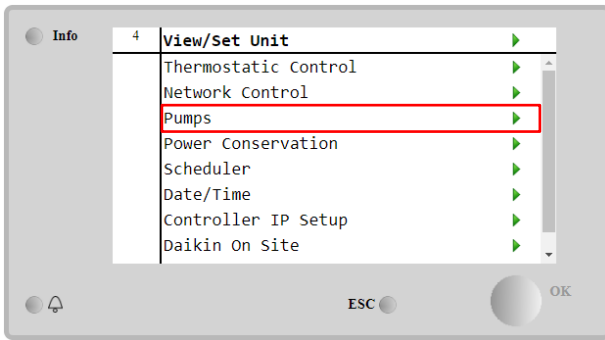 Info
4 View/Set Unit
Thermostatic Control
Network Control
Pumps
Power Conservation
Scheduler
Date/Time
Controller IP Setup
Daikin On Site
ESC
OK